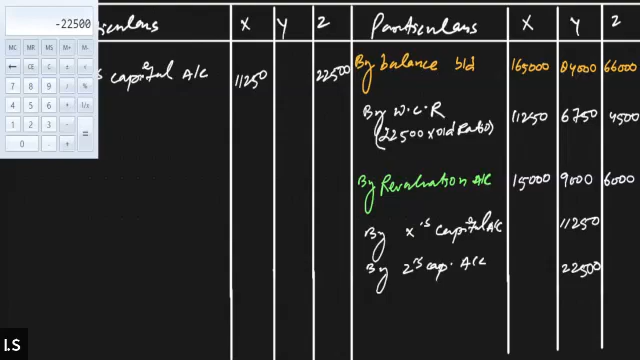 -22500
MC MR MS M+ M-
← CE C ± √
7 8 9 / %
4 5 6 * 1/x
1 2 3 - =
0 . +
culars X Y Z Particulars X Y Z
's capital A/C 11250 22500 By balance b/d 165000 84000 66000
By W.C.R 11250 6750 4500
(22500 x Old Ratio)
By Revaluation A/C 15000 9000 6000
By X's capital A/C 11250
By Z's cap. A/C 22500
I.S